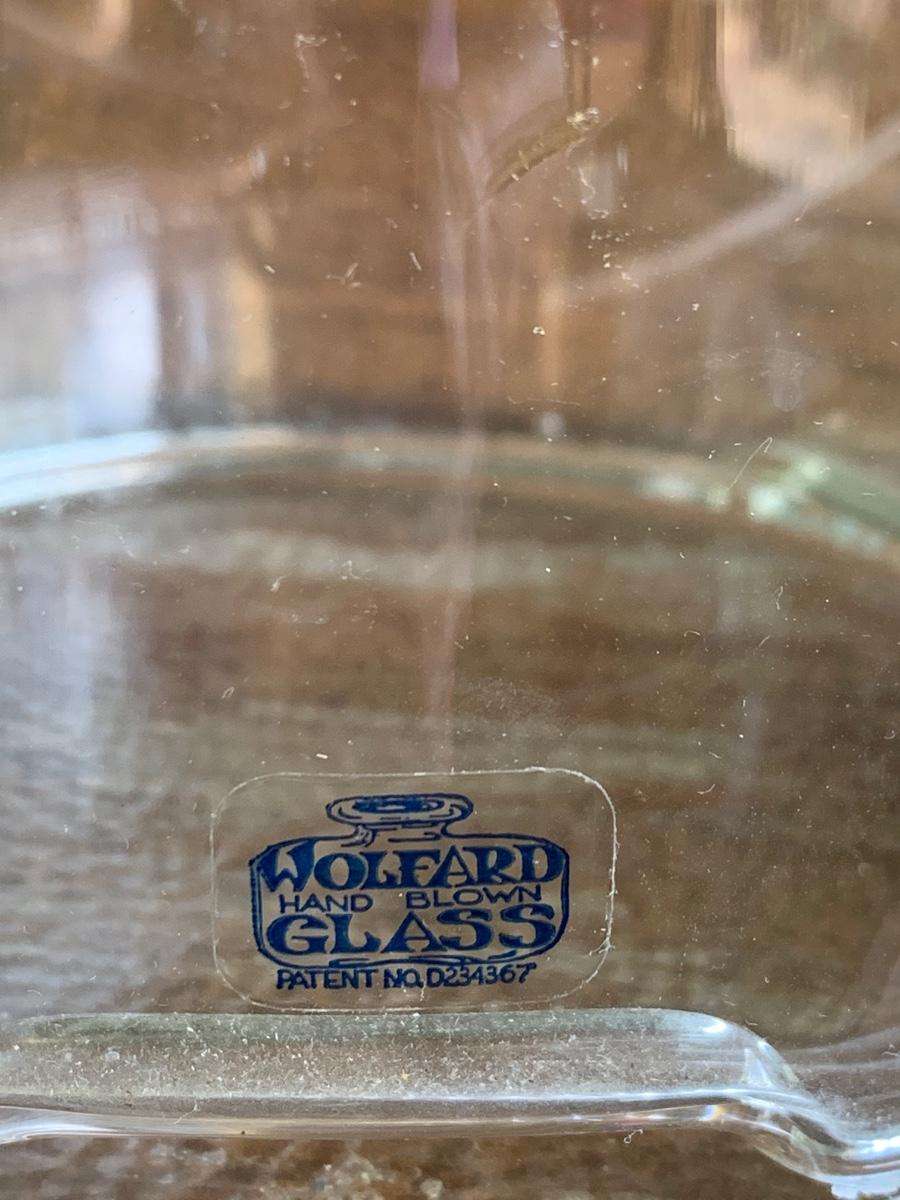 WOLFARD
HAND BLOWN
GLASS
PATENT NO. D234367